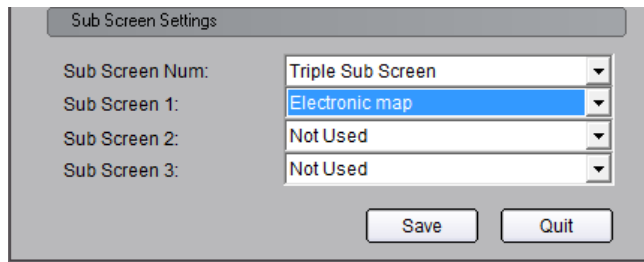 Sub Screen Settings
Sub Screen Num: Triple Sub Screen
Sub Screen 1: Electronic map
Sub Screen 2: Not Used
Sub Screen 3: Not Used
Save Quit